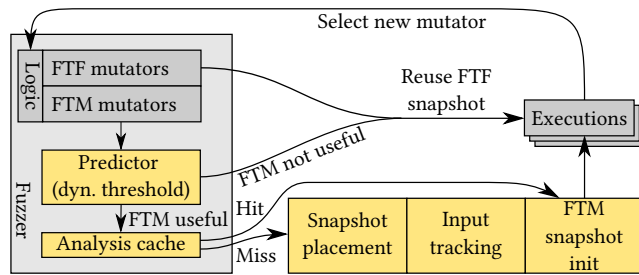 Select new mutator
Logic
FTF mutators
FTM mutators
Reuse FTF
snapshot
Executions
Predictor
(dyn. threshold)
FTM not useful
Fuzzer
FTM useful
Hit
Analysis cache
Miss
Snapshot
placement
Input
tracking
FTM
snapshot
init